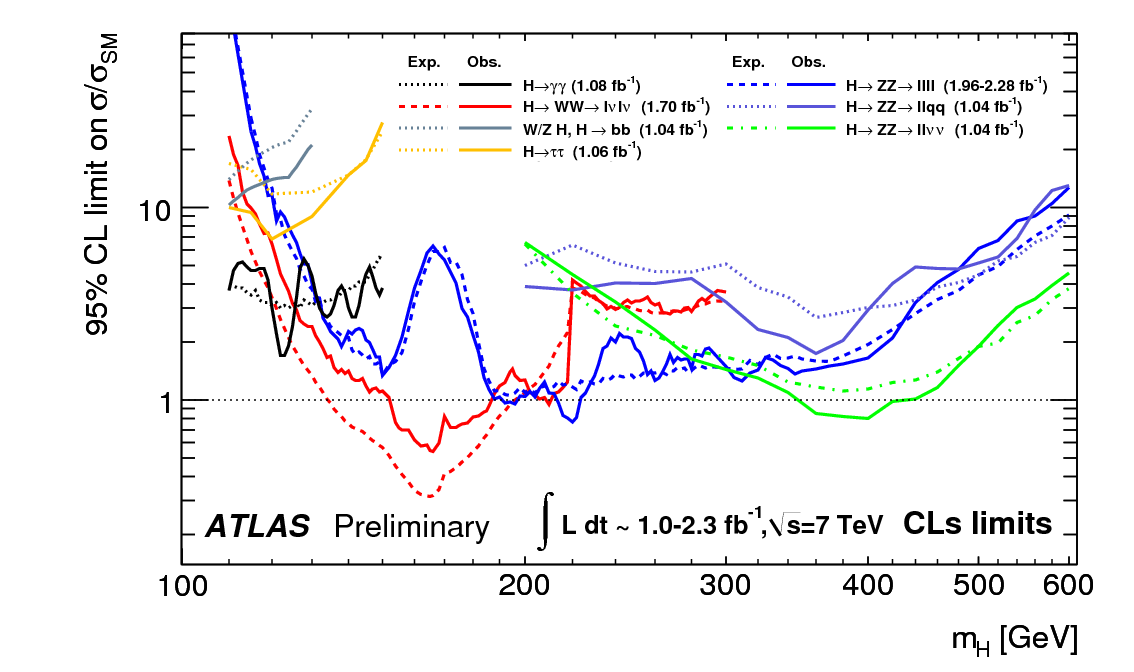 95% CL limit on σ/σSM
Exp. Obs.
H→γγ (1.08 fb-1)
H→ WW→ lνlν (1.70 fb-1)
W/Z H, H → bb (1.04 fb-1)
H→ττ (1.06 fb-1)
Exp. Obs.
H→ ZZ→ llll (1.96-2.28 fb-1)
H→ ZZ→ llqq (1.04 fb-1)
H→ ZZ→ llνν (1.04 fb-1)
10
1
ATLAS Preliminary
∫ L dt ~ 1.0-2.3 fb-1, √s=7 TeV CLs limits
100 200 300 400 500 600
mH [GeV]